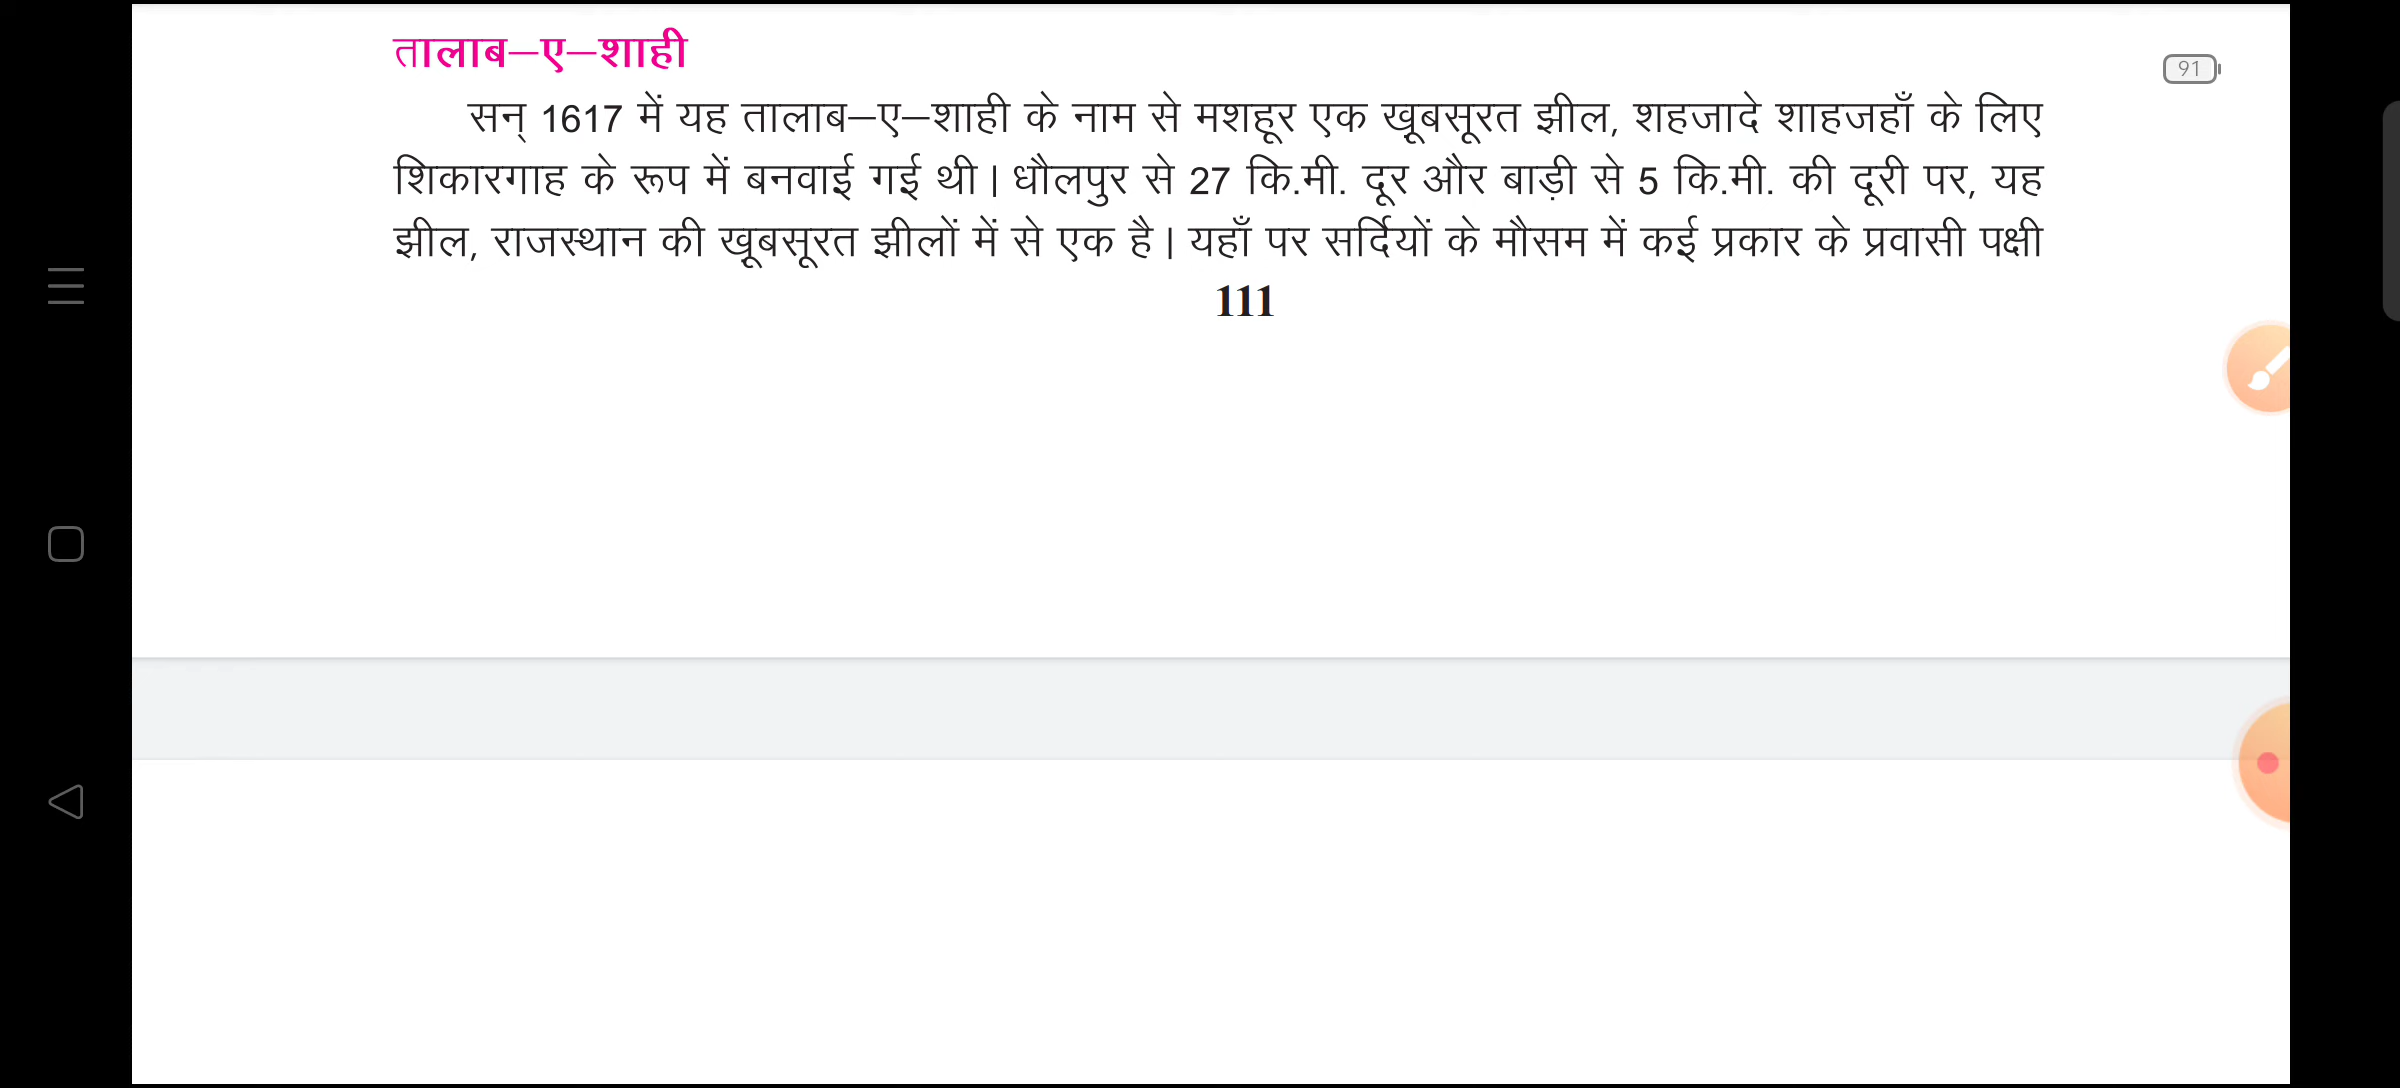 तालाब–ए–शाही
91
सन् 1617 में यह तालाब–ए–शाही के नाम से मशहूर एक खूबसूरत झील, शहजादे शाहजहाँ के लिए
शिकारगाह के रूप में बनवाई गई थी। धौलपुर से 27 कि.मी. दूर और बाड़ी से 5 कि.मी. की दूरी पर, यह
झील, राजस्थान की खूबसूरत झीलों में से एक है। यहाँ पर सर्दियों के मौसम में कई प्रकार के प्रवासी पक्षी
111